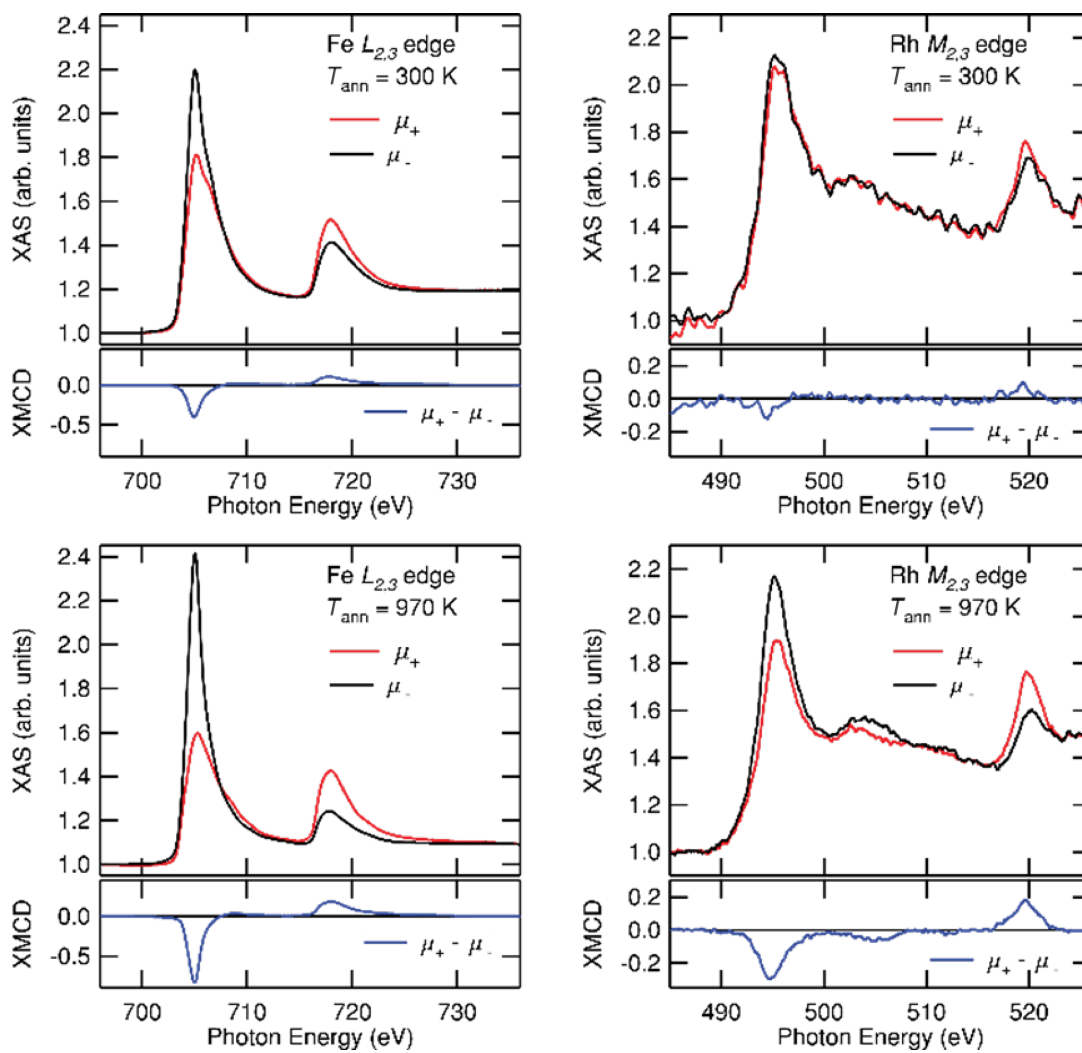 2.4
2.2
2.0
1.8
1.6
1.4
1.2
1.0
XAS (arb. units)
Fe L2,3 edge
Tann = 300 K
μ+
μ-
0.0
-0.5
XMCD
μ+ - μ-
700
710
720
730
Photon Energy (eV)
2.2
2.0
1.8
1.6
1.4
1.2
1.0
XAS (arb. units)
Rh M2,3 edge
Tann = 300 K
μ+
μ-
0.2
0.0
-0.2
XMCD
μ+ - μ-
490
500
510
520
Photon Energy (eV)
2.4
2.2
2.0
1.8
1.6
1.4
1.2
1.0
XAS (arb. units)
Fe L2,3 edge
Tann = 970 K
μ+
μ-
0.0
-0.5
XMCD
μ+ - μ-
700
710
720
730
Photon Energy (eV)
2.2
2.0
1.8
1.6
1.4
1.2
1.0
XAS (arb. units)
Rh M2,3 edge
Tann = 970 K
μ+
μ-
0.2
0.0
-0.2
XMCD
μ+ - μ-
490
500
510
520
Photon Energy (eV)